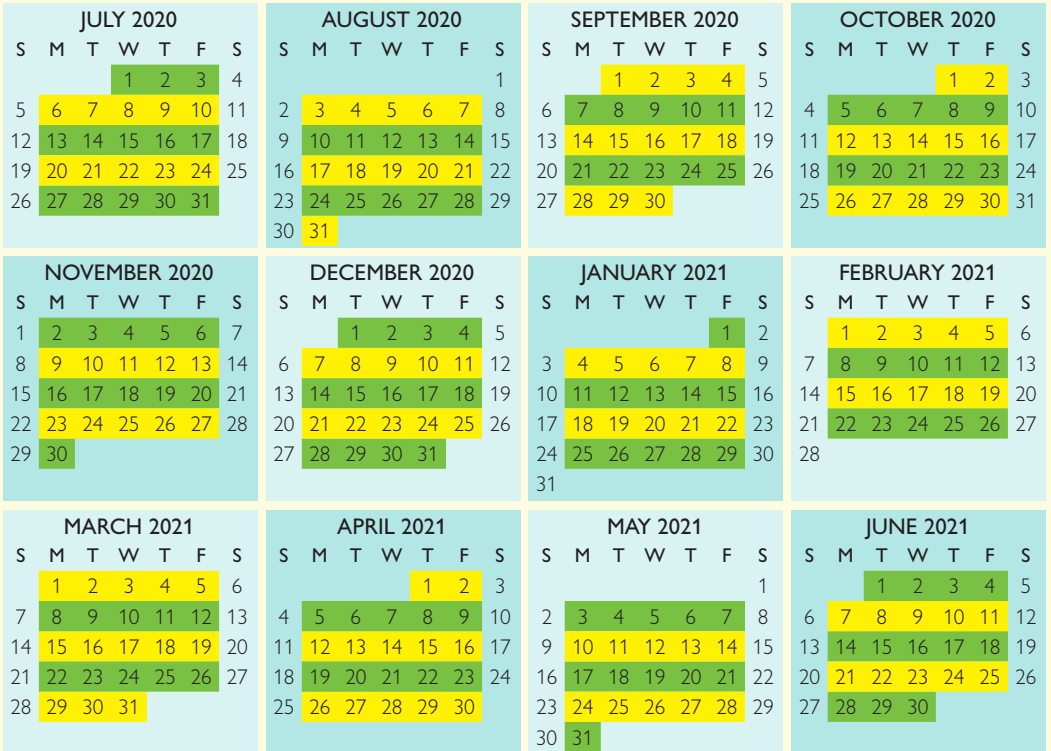 JULY 2020
S M T W T F S
1 2 3 4
5 6 7 8 9 10 11
12 13 14 15 16 17 18
19 20 21 22 23 24 25
26 27 28 29 30 31
AUGUST 2020
S M T W T F S
1
2 3 4 5 6 7 8
9 10 11 12 13 14 15
16 17 18 19 20 21 22
23 24 25 26 27 28 29
30 31
SEPTEMBER 2020
S M T W T F S
1 2 3 4 5
6 7 8 9 10 11 12
13 14 15 16 17 18 19
20 21 22 23 24 25 26
27 28 29 30
OCTOBER 2020
S M T W T F S
1 2 3
4 5 6 7 8 9 10
11 12 13 14 15 16 17
18 19 20 21 22 23 24
25 26 27 28 29 30 31
NOVEMBER 2020
S M T W T F S
1 2 3 4 5 6 7
8 9 10 11 12 13 14
15 16 17 18 19 20 21
22 23 24 25 26 27 28
29 30
DECEMBER 2020
S M T W T F S
1 2 3 4 5
6 7 8 9 10 11 12
13 14 15 16 17 18 19
20 21 22 23 24 25 26
27 28 29 30 31
JANUARY 2021
S M T W T F S
1 2
3 4 5 6 7 8 9
10 11 12 13 14 15 16
17 18 19 20 21 22 23
24 25 26 27 28 29 30
31
FEBRUARY 2021
S M T W T F S
1 2 3 4 5 6
7 8 9 10 11 12 13
14 15 16 17 18 19 20
21 22 23 24 25 26 27
28
MARCH 2021
S M T W T F S
1 2 3 4 5 6
7 8 9 10 11 12 13
14 15 16 17 18 19 20
21 22 23 24 25 26 27
28 29 30 31
APRIL 2021
S M T W T F S
1 2 3
4 5 6 7 8 9 10
11 12 13 14 15 16 17
18 19 20 21 22 23 24
25 26 27 28 29 30
MAY 2021
S M T W T F S
1
2 3 4 5 6 7 8
9 10 11 12 13 14 15
16 17 18 19 20 21 22
23 24 25 26 27 28 29
30 31
JUNE 2021
S M T W T F S
1 2 3 4 5
6 7 8 9 10 11 12
13 14 15 16 17 18 19
20 21 22 23 24 25 26
27 28 29 30